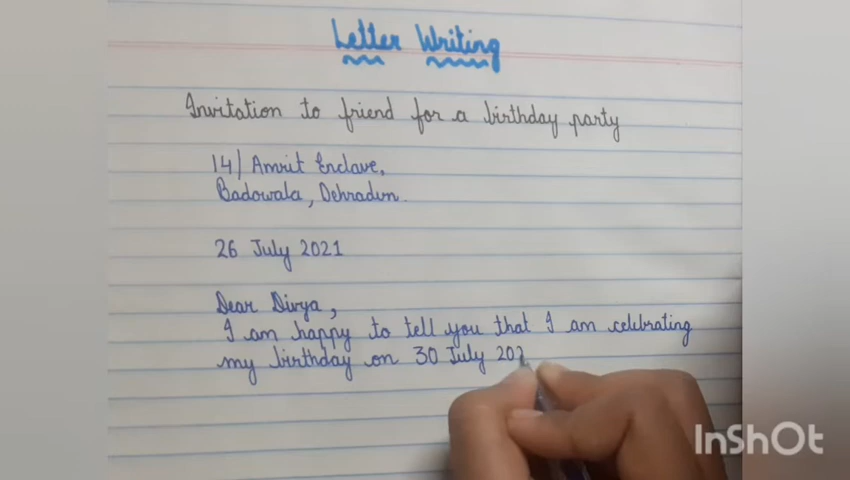 Letter Writing
Invitation to friend for a birthday party
14/ Amrit Enclave,
Badowala, Dehradun.
26 July 2021
Dear Divya,
I am happy to tell you that I am celebrating
my birthday on 30 July 202
InShOt